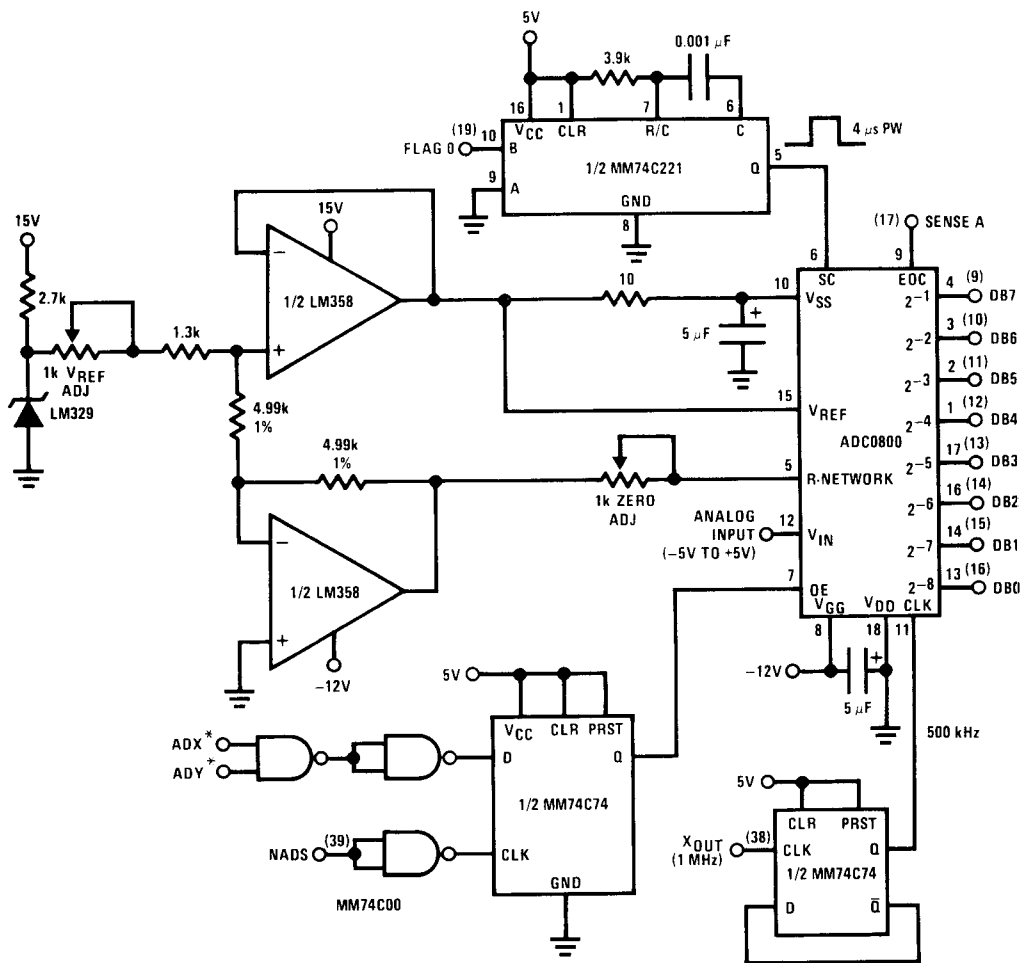 5V
0.001 µF
3.9k
16
1
7
6
VCC
CLR
R/C
C
4 µs PW
(19)
10
FLAG 0
B
5
1/2 MM74C221
Q
9
A
GND
8
(17)
SENSE A
15V
15V
6
9
SC
EOC
2.7k
1/2 LM358
10
10
VSS
4
(9)
2-1
DB7
1.3k
5 µF
+
3
(10)
2-2
DB6
1k VREF
ADJ
LM329
2
(11)
2-3
DB5
15
VREF
1
(12)
2-4
DB4
4.99k
1%
ADC0800
4.99k
1%
17
(13)
2-5
DB3
5
R-NETWORK
16
(14)
2-6
DB2
1k ZERO
ADJ
ANALOG
INPUT
(–5V TO +5V)
12
VIN
14
(15)
2-7
DB1
1/2 LM358
7
OE
13
(16)
2-8
DB0
VGG
VDD
CLK
8
18
11
–12V
–12V
+
5 µF
5V
500 kHz
VCC
CLR
PRST
ADX*
ADY*
D
Q
1/2 MM74C74
5V
CLR
PRST
NADS
(39)
CLK
XOUT
(1 MHz)
(38)
CLK
Q
1/2 MM74C74
GND
MM74C00
D
Q̅